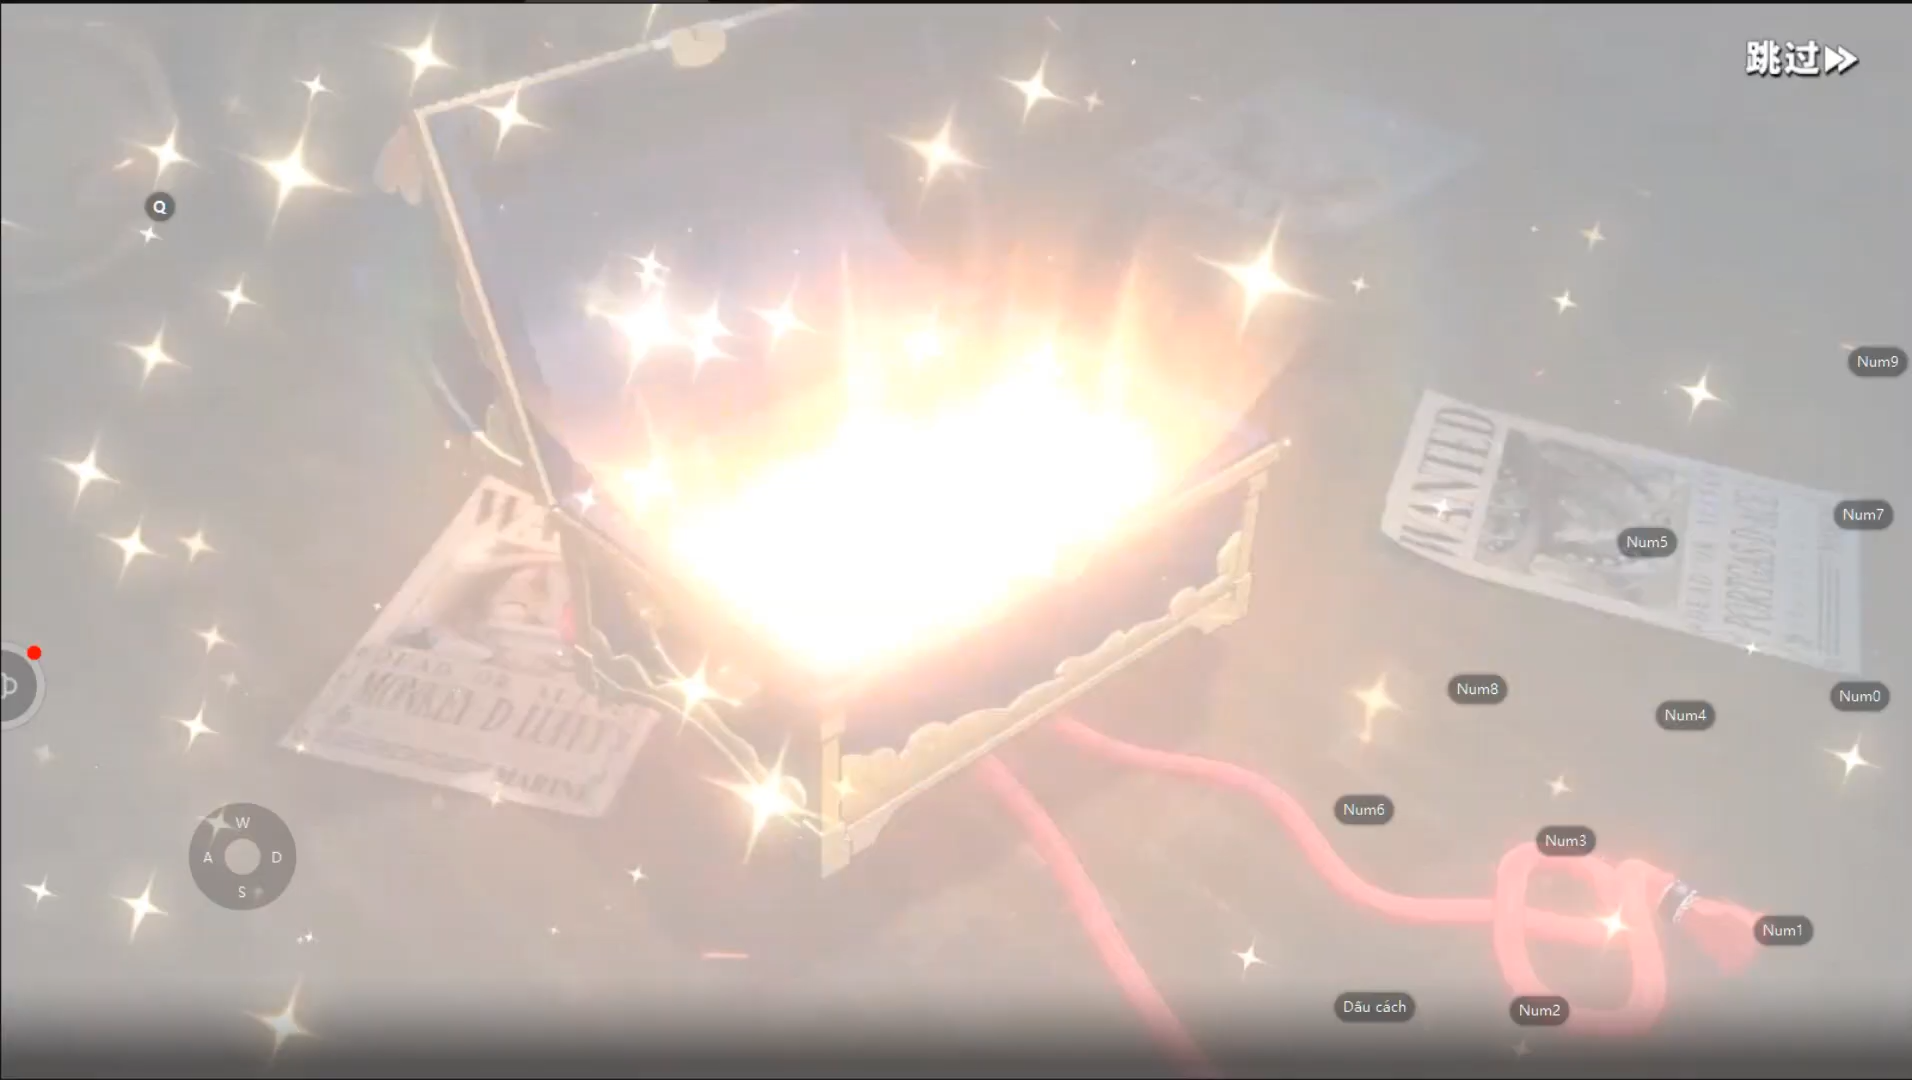 跳过
Q
Num9
WANTED
Num7
Num5
DEAD OR ALIVE
MONKEY D LUFFY
MARINE
Num8
Num4
Num0
Num6
Num3
W
A
D
S
Num1
Dấu cách
Num2